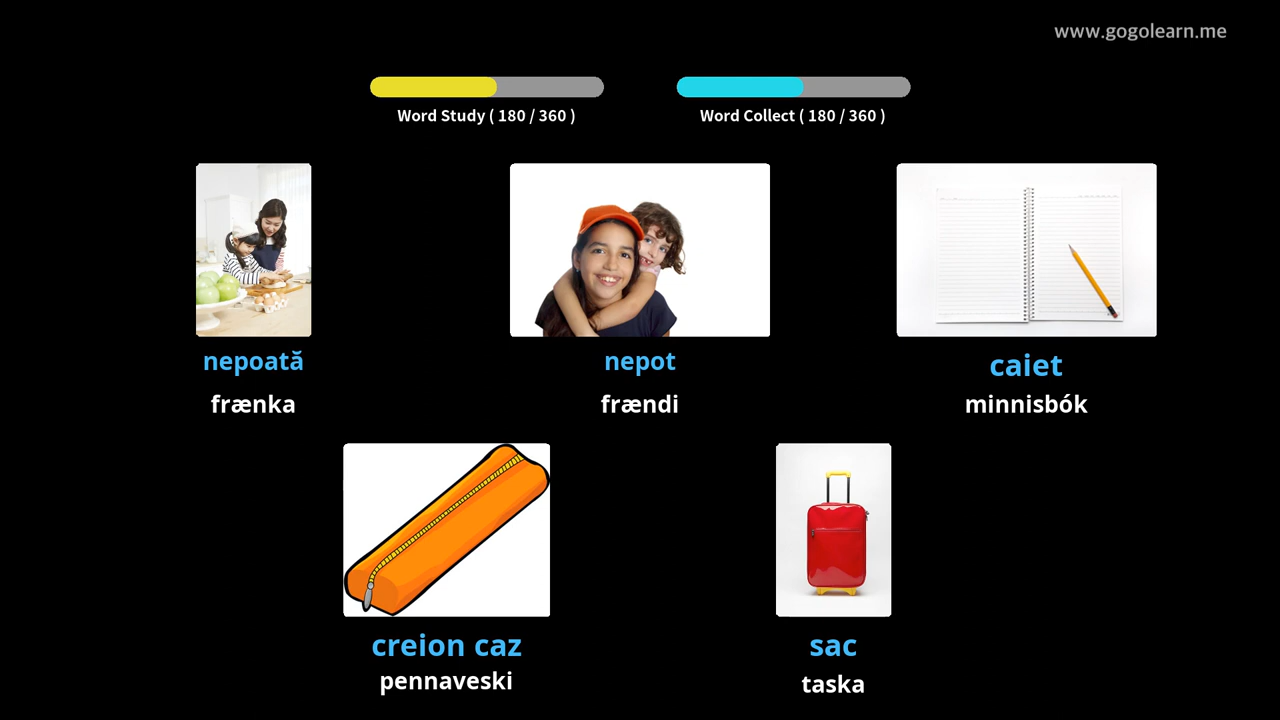 www.gogolearn.me
Word Study ( 180 / 360 )
Word Collect ( 180 / 360 )
nepoată
frænka
nepot
frændi
caiet
minnisbók
creion caz
pennaveski
sac
taska